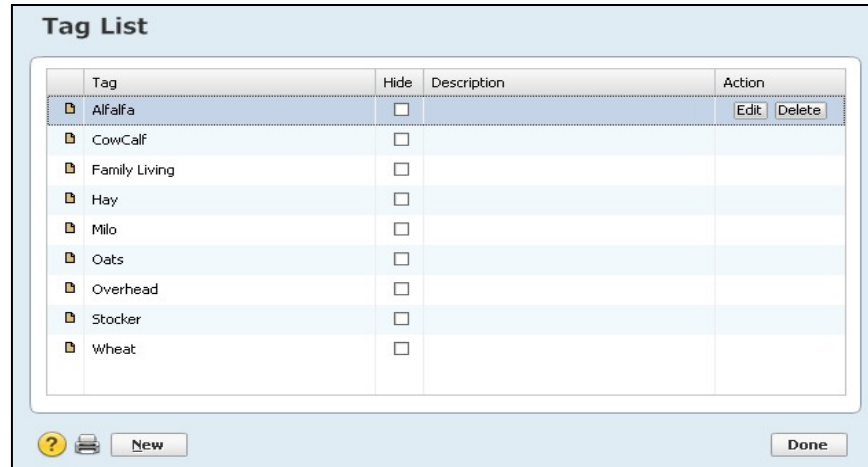 Tag List
Tag Hide Description Action
Alfalfa Edit Delete
CowCalf
Family Living
Hay
Milo
Oats
Overhead
Stocker
Wheat
? New Done